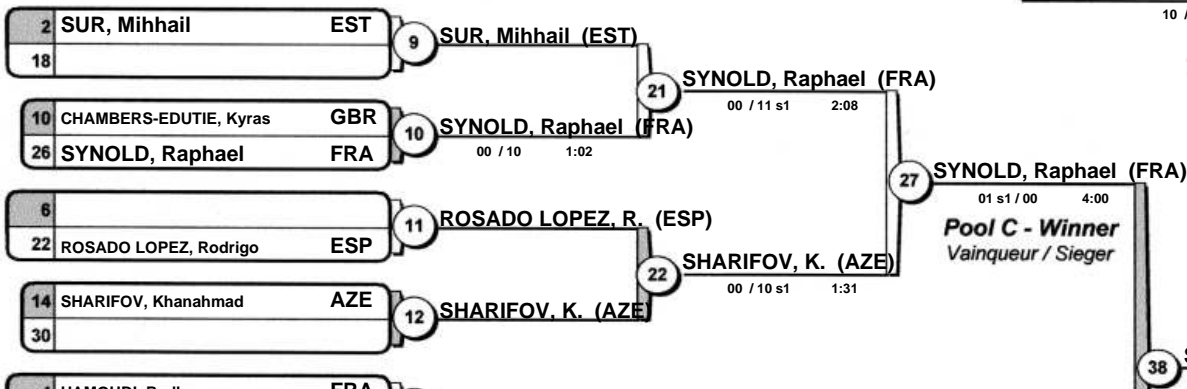 10 /
2 SUR, Mihhail EST
18
9 SUR, Mihhail (EST)
21 SYNOLD, Raphael (FRA)
00 / 11 s1 2:08
10 CHAMBERS-EDUTIE, Kyras GBR
26 SYNOLD, Raphael FRA
10 SYNOLD, Raphael (FRA)
00 / 10 1:02
27 SYNOLD, Raphael (FRA)
01 s1 / 00 4:00
Pool C - Winner
Vainqueur / Sieger
6
22 ROSADO LOPEZ, Rodrigo ESP
11 ROSADO LOPEZ, R. (ESP)
22 SHARIFOV, K. (AZE)
00 / 10 s1 1:31
14 SHARIFOV, Khanahmad AZE
30
12 SHARIFOV, K. (AZE)
38
FRA